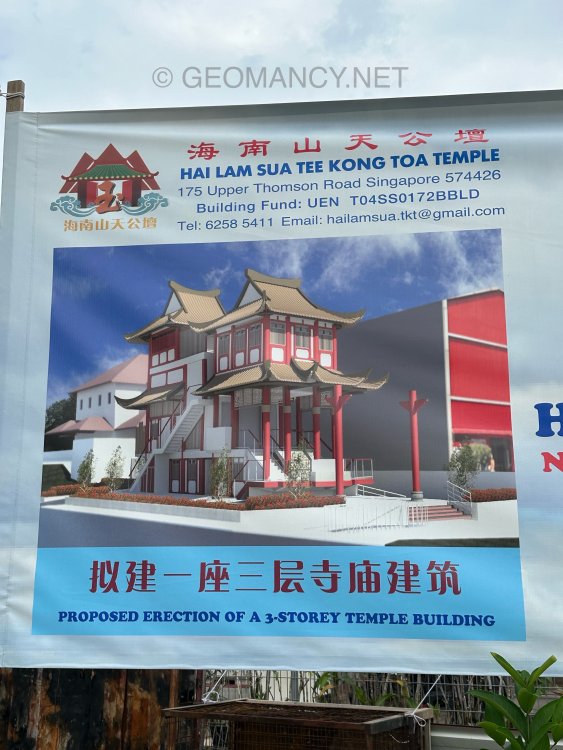 © GEOMANCY.NET
海南山天公壇
HAI LAM SUA TEE KONG TOA TEMPLE
175 Upper Thomson Road Singapore 574426
Building Fund: UEN T04SS0172BBLD
Tel: 6258 5411 Email: hailamsua.tkt@gmail.com
玉
海南山天公壇
H
N
拟建一座三层寺庙建筑
PROPOSED ERECTION OF A 3-STOREY TEMPLE BUILDING